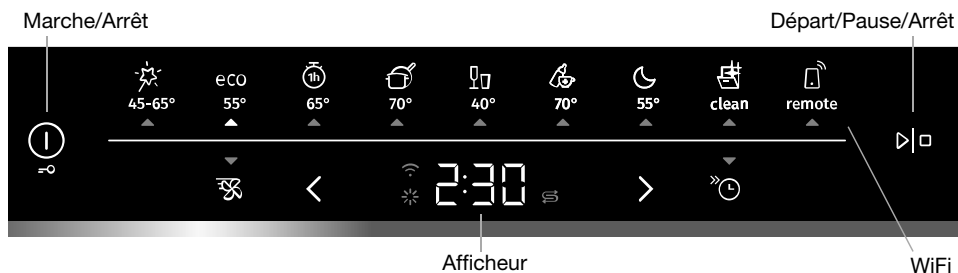 Marche/Arrêt Départ/Pause/Arrêt
eco 1h
45-65° 55° 65° 70° 40° 70° 55° clean remote
2:30
Afficheur WiFi